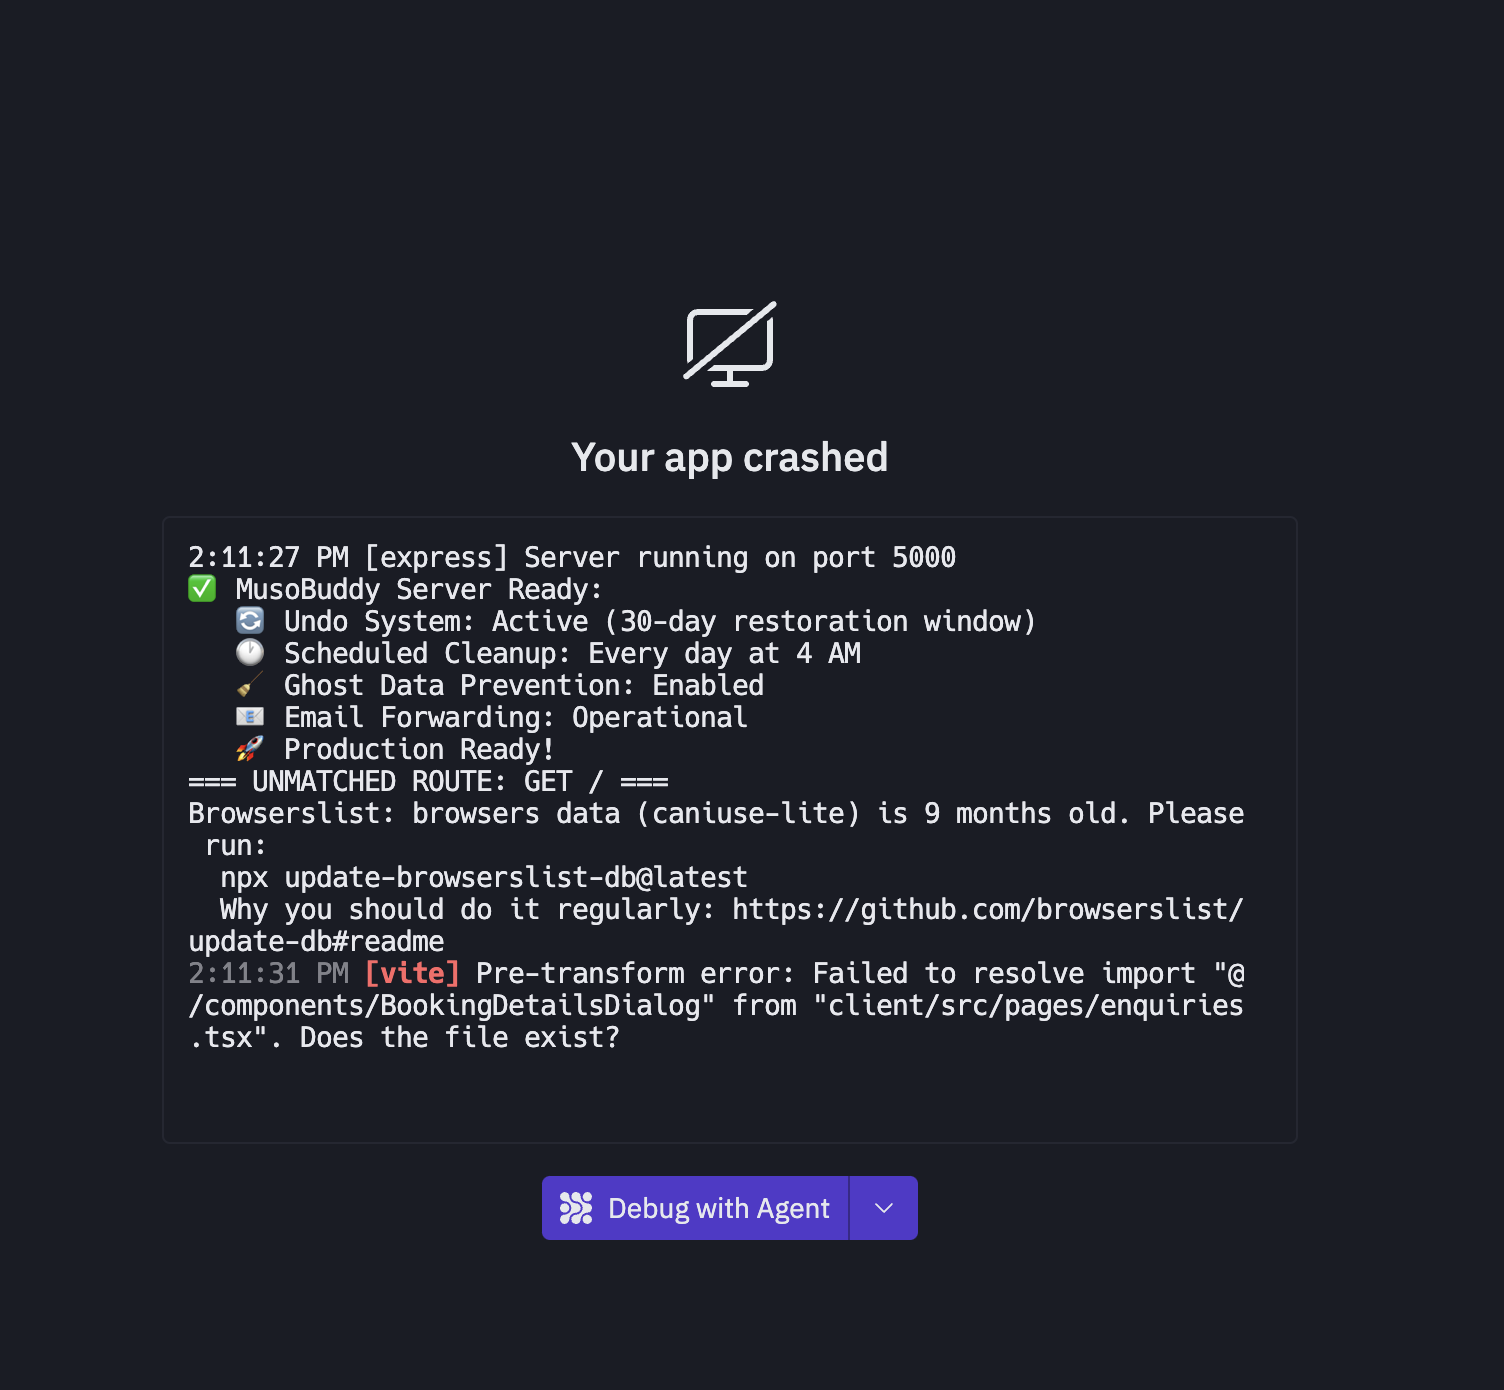 Your app crashed
2:11:27 PM [express] Server running on port 5000
✅ MusoBuddy Server Ready:
🔄 Undo System: Active (30-day restoration window)
🕐 Scheduled Cleanup: Every day at 4 AM
🧹 Ghost Data Prevention: Enabled
📧 Email Forwarding: Operational
🚀 Production Ready!
=== UNMATCHED ROUTE: GET / ===
Browserslist: browsers data (caniuse-lite) is 9 months old. Please
run:
npx update-browserslist-db@latest
Why you should do it regularly: https://github.com/browserslist/
update-db#readme
2:11:31 PM [vite] Pre-transform error: Failed to resolve import "@
/components/BookingDetailsDialog" from "client/src/pages/enquiries
.tsx". Does the file exist?
Debug with Agent